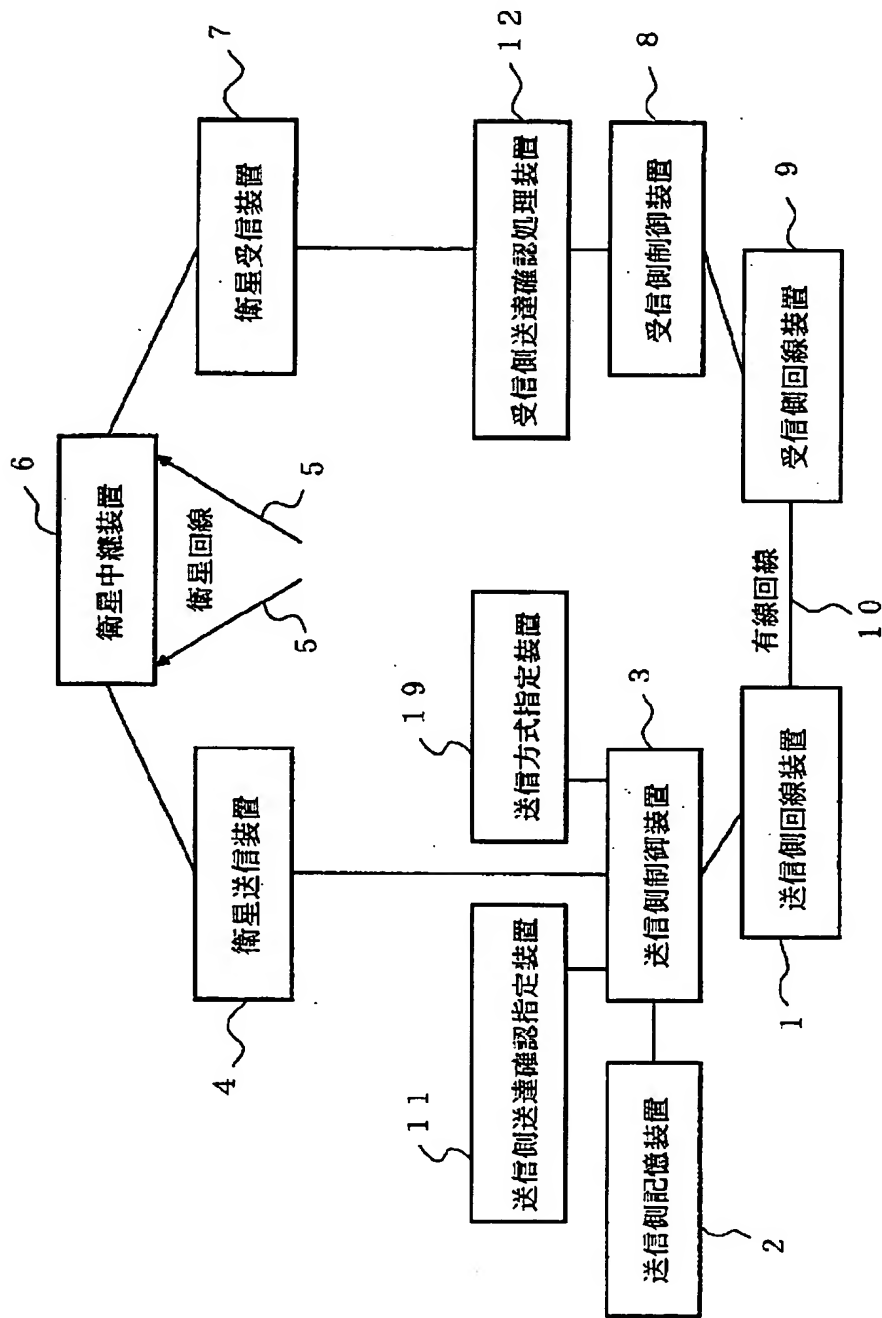 6
衛星中継装置
衛星回線
5
5
4
衛星送信装置
7
衛星受信装置
11
送信側送達確認指定装置
19
送信方式指定装置
12
受信側送達確認処理装置
2
送信側記憶装置
3
送信側制御装置
8
受信側制御装置
1
送信側回線装置
有線回線
10
9
受信側回線装置